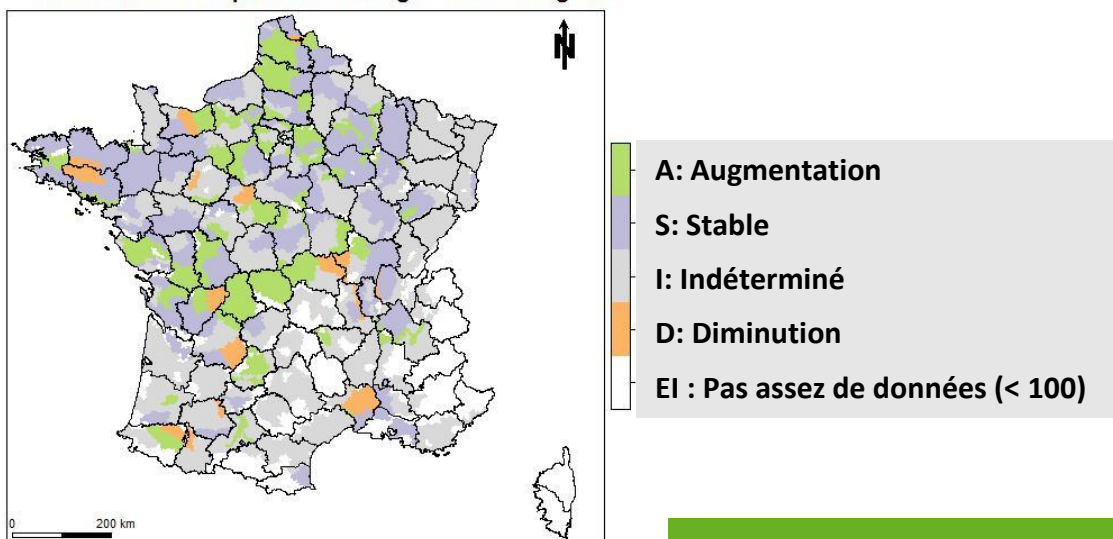 N
A: Augmentation
S: Stable
I: Indéterminé
D: Diminution
EI : Pas assez de données (< 100)
0 200 km